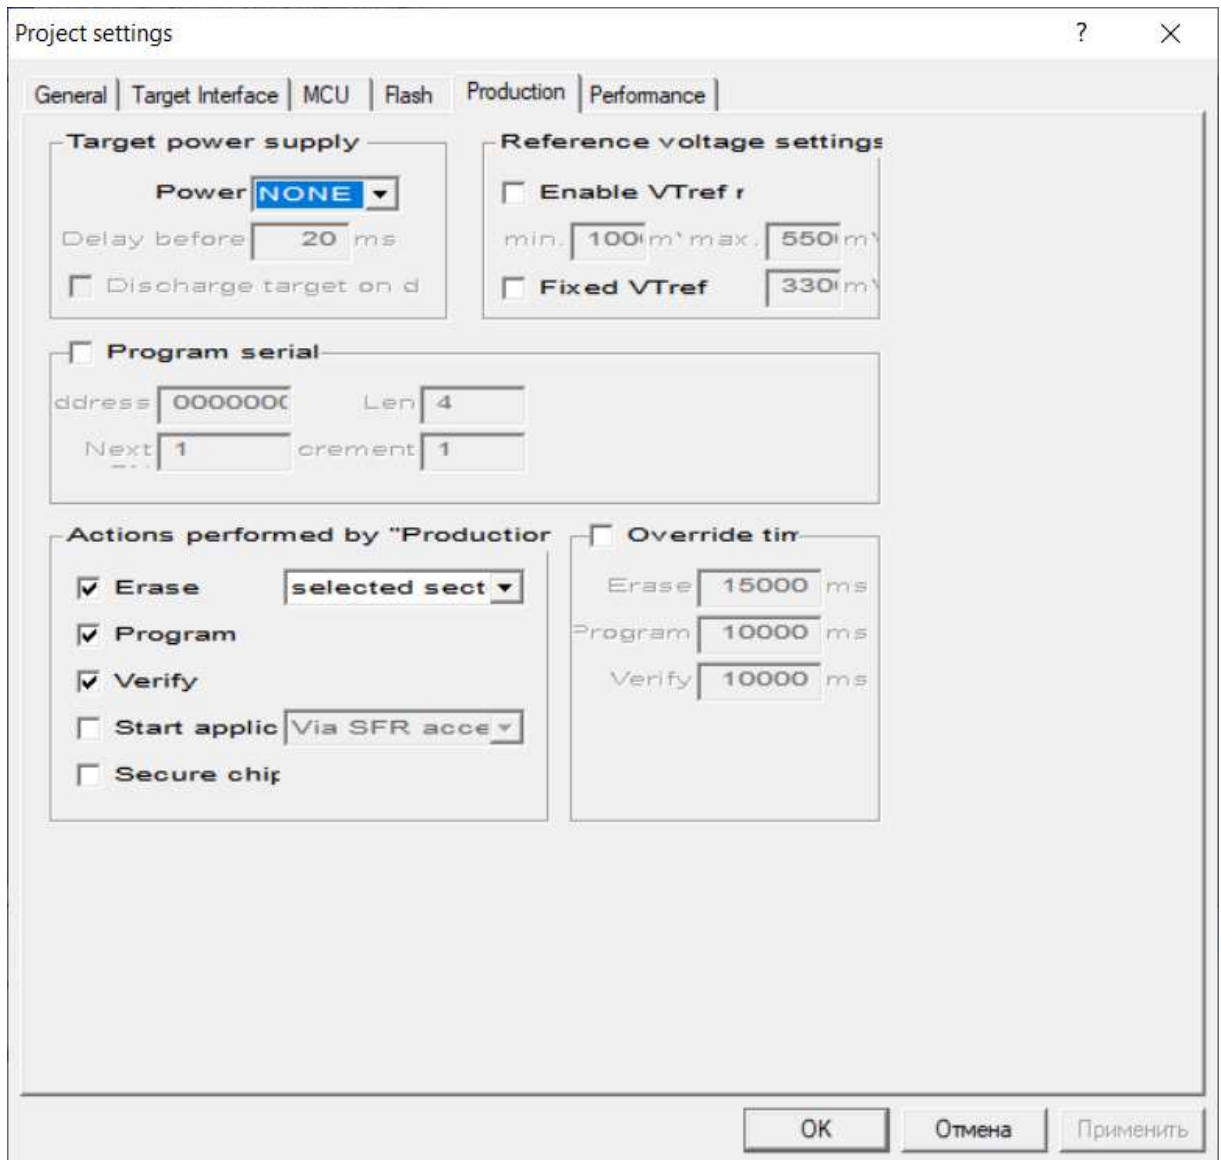 Project settings
General Target Interface MCU Flash Production Performance
Target power supply
Power NONE
Delay before 20 ms
Discharge target on d
Reference voltage settings
Enable VTref r
min. 100 m max. 550 m
Fixed VTref 330 m
Program serial
ddress 0000000 Len 4
Next 1 crement 1
Actions performed by "Production
Erase selected sect
Program
Verify
Start applic Via SFR acce
Secure chip
Override tim
Erase 15000 ms
Program 10000 ms
Verify 10000 ms
OK Отмена Применить